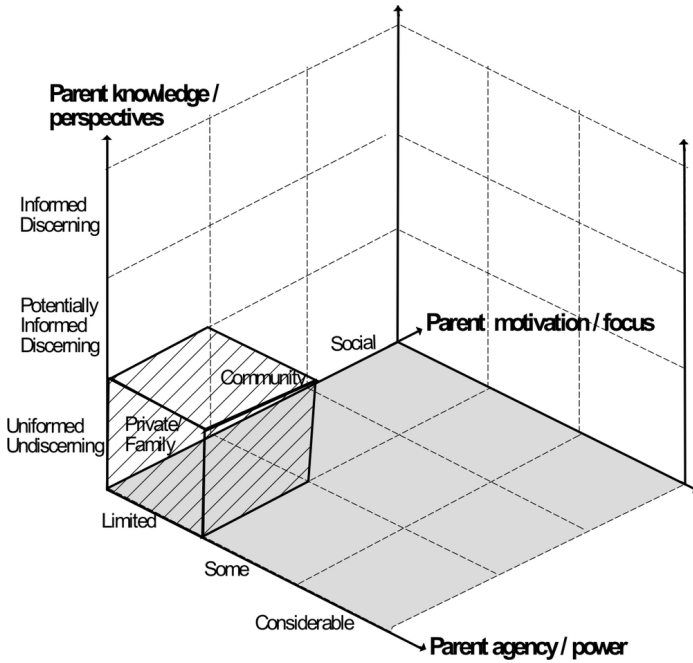 Parent knowledge /
perspectives
Informed
Discerning
Potentially
Informed
Discerning
Social
Parent motivation / focus
Community
Private/
Family
Uniformed
Undiscerning
Limited
Some
Considerable
Parent agency / power